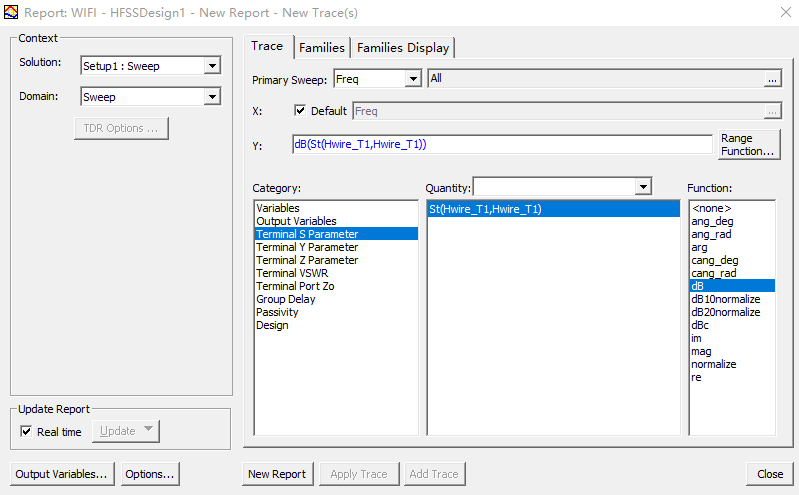 Report: WIFI - HFSSDesign1 - New Report - New Trace(s)
Context
Solution: Setup1 : Sweep
Domain: Sweep
TDR Options ...
Update Report
Real time Update
Output Variables... Options...
Trace Families Families Display
Primary Sweep: Freq All ...
X: Default Freq ...
Y: dB(St(Hwire_T1,Hwire_T1)) Range Function...
Category:
Variables
Output Variables
Terminal S Parameter
Terminal Y Parameter
Terminal Z Parameter
Terminal VSWR
Terminal Port Zo
Group Delay
Passivity
Design
Quantity:
St(Hwire_T1,Hwire_T1)
Function:
<none>
ang_deg
ang_rad
arg
cang_deg
cang_rad
dB
dB10normalize
dB20normalize
dBc
im
mag
normalize
re
New Report Apply Trace Add Trace Close